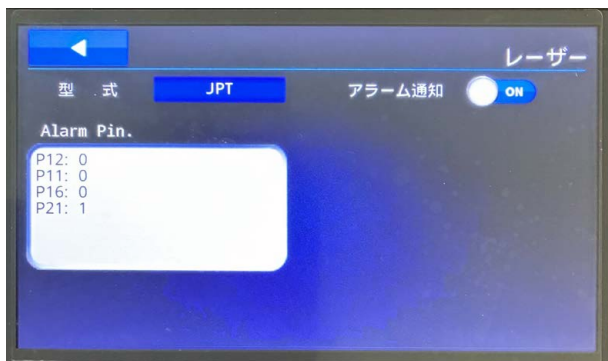 レーザー
型 式 JPT アラーム通知 ON
Alarm Pin.
P12: 0
P11: 0
P16: 0
P21: 1